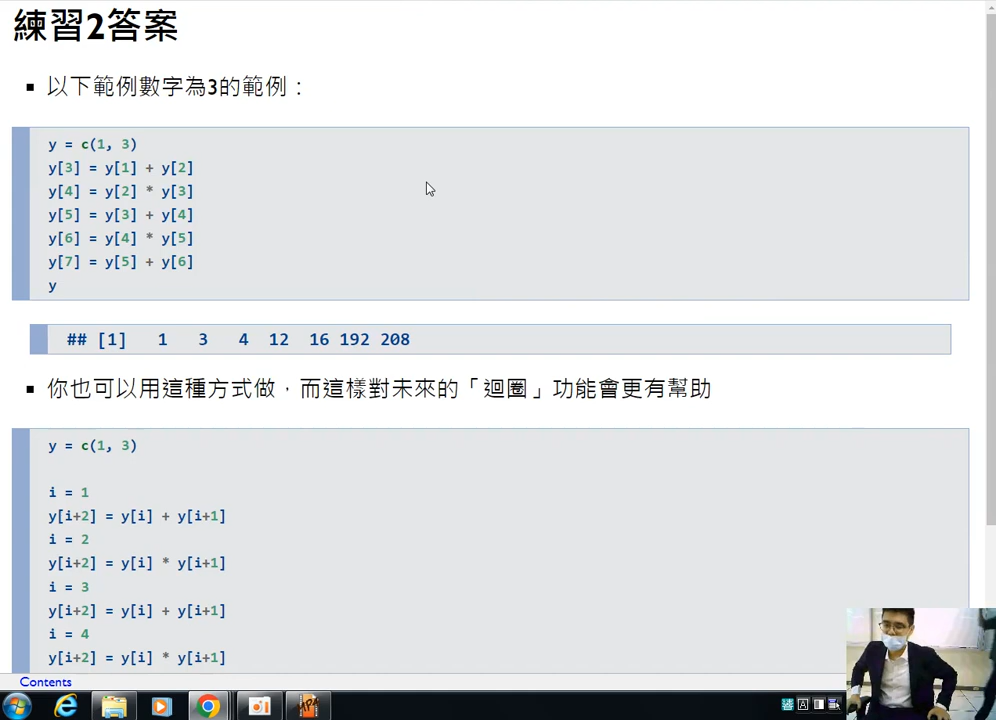 練習2答案
▪ 以下範例數字為3的範例：
y = c(1, 3)
y[3] = y[1] + y[2]
y[4] = y[2] * y[3]
y[5] = y[3] + y[4]
y[6] = y[4] * y[5]
y[7] = y[5] + y[6]
y
## [1]   1   3   4  12  16 192 208
▪ 你也可以用這種方式做，而這樣對未來的「迴圈」功能會更有幫助
y = c(1, 3)
i = 1
y[i+2] = y[i] + y[i+1]
i = 2
y[i+2] = y[i] * y[i+1]
i = 3
y[i+2] = y[i] + y[i+1]
i = 4
y[i+2] = y[i] * y[i+1]
Contents